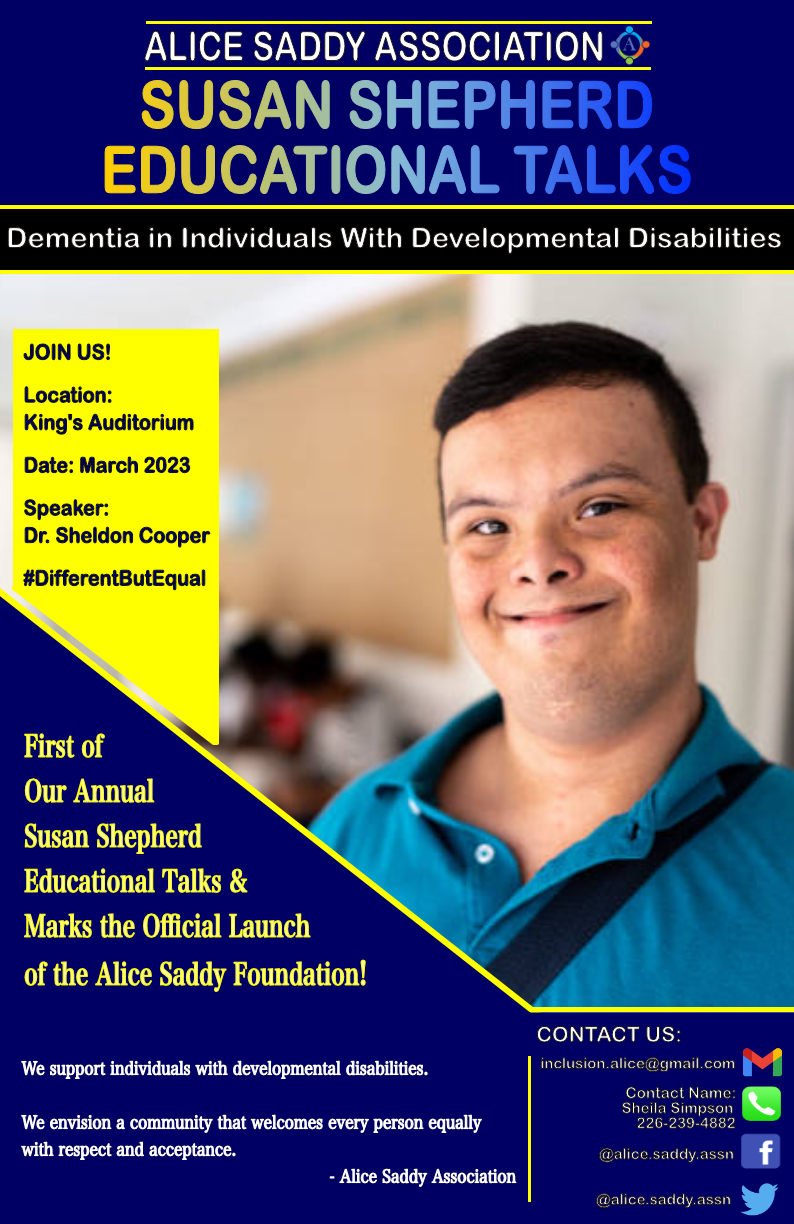 ALICE SADDY ASSOCIATION A
SUSAN SHEPHERD
EDUCATIONAL TALKS
Dementia in Individuals With Developmental Disabilities
JOIN US!
Location:
King's Auditorium
Date: March 2023
Speaker:
Dr. Sheldon Cooper
#DifferentButEqual
First of
Our Annual
Susan Shepherd
Educational Talks &
Marks the Official Launch
of the Alice Saddy Foundation!
We support individuals with developmental disabilities.
We envision a community that welcomes every person equally
with respect and acceptance.
- Alice Saddy Association
CONTACT US:
inclusion.alice@gmail.com
Contact Name:
Sheila Simpson
226-239-4882
@alice.saddy.assn
@alice.saddy.assn